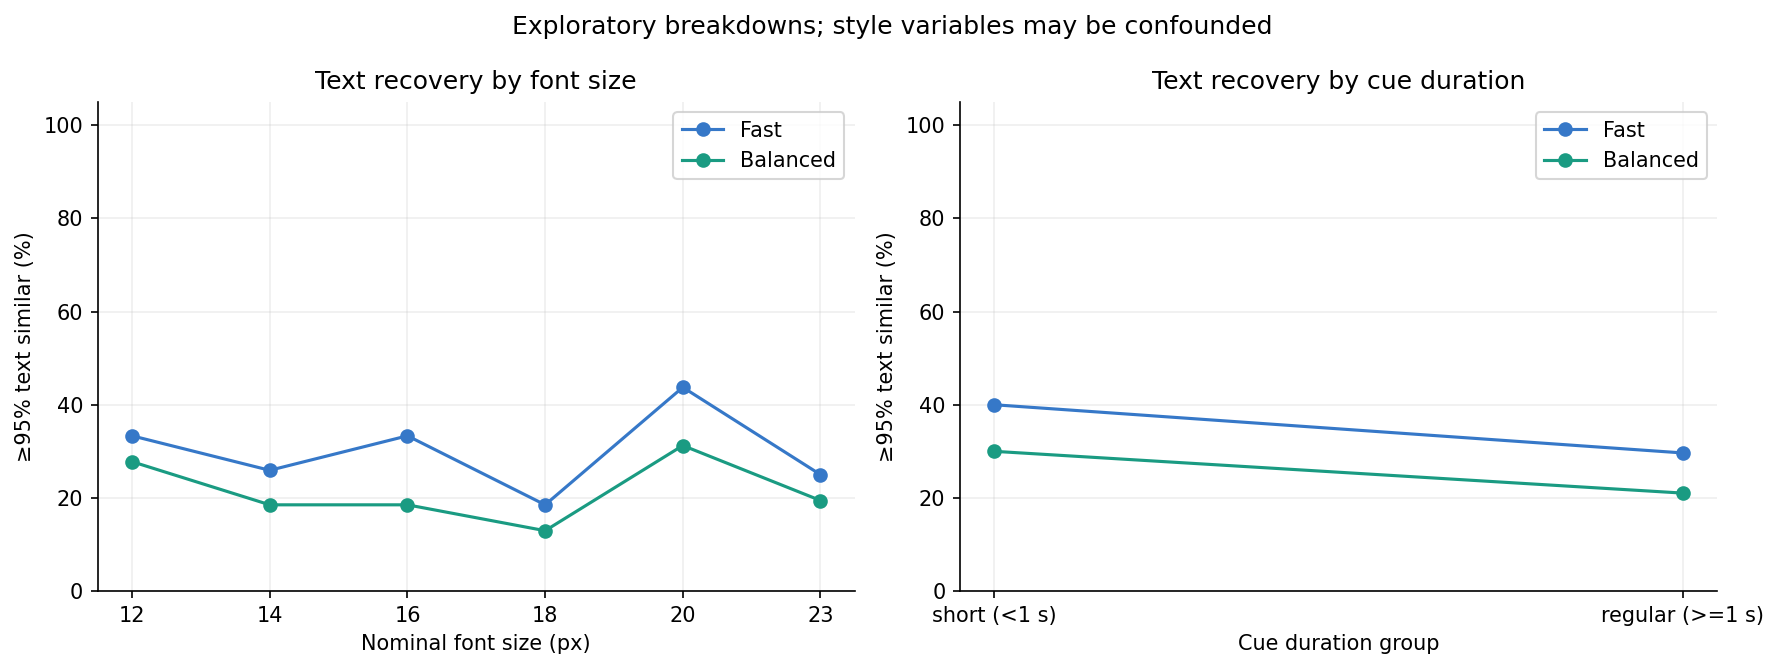 Exploratory breakdowns; style variables may be confounded
Text recovery by font size
≥95% text similar (%)
100
80
60
40
20
0
Fast
Balanced
12 14 16 18 20 23
Nominal font size (px)
Text recovery by cue duration
≥95% text similar (%)
100
80
60
40
20
0
Fast
Balanced
short (<1 s) regular (>=1 s)
Cue duration group